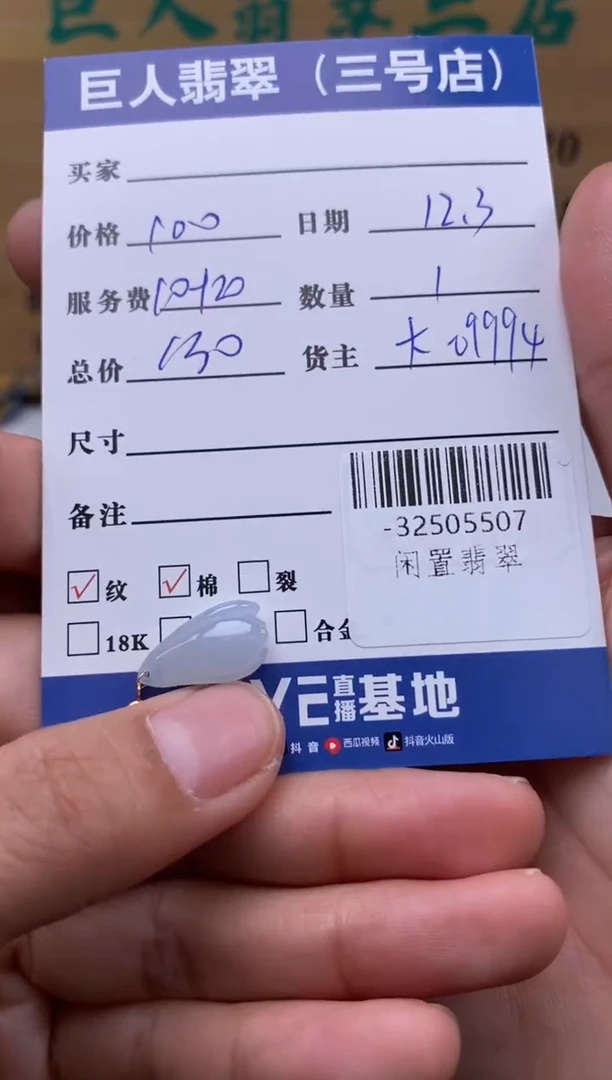 巨人翡翠三店
巨人翡翠（三号店）
买家
价格 100 日期 12.3
服务费 10+20 数量 1
总价 130 货主
尺寸
备注
-32505507
闲置翡翠
纹 棉 裂
18K 合金
VE直播基地
抖音 西瓜视频 抖音火山版